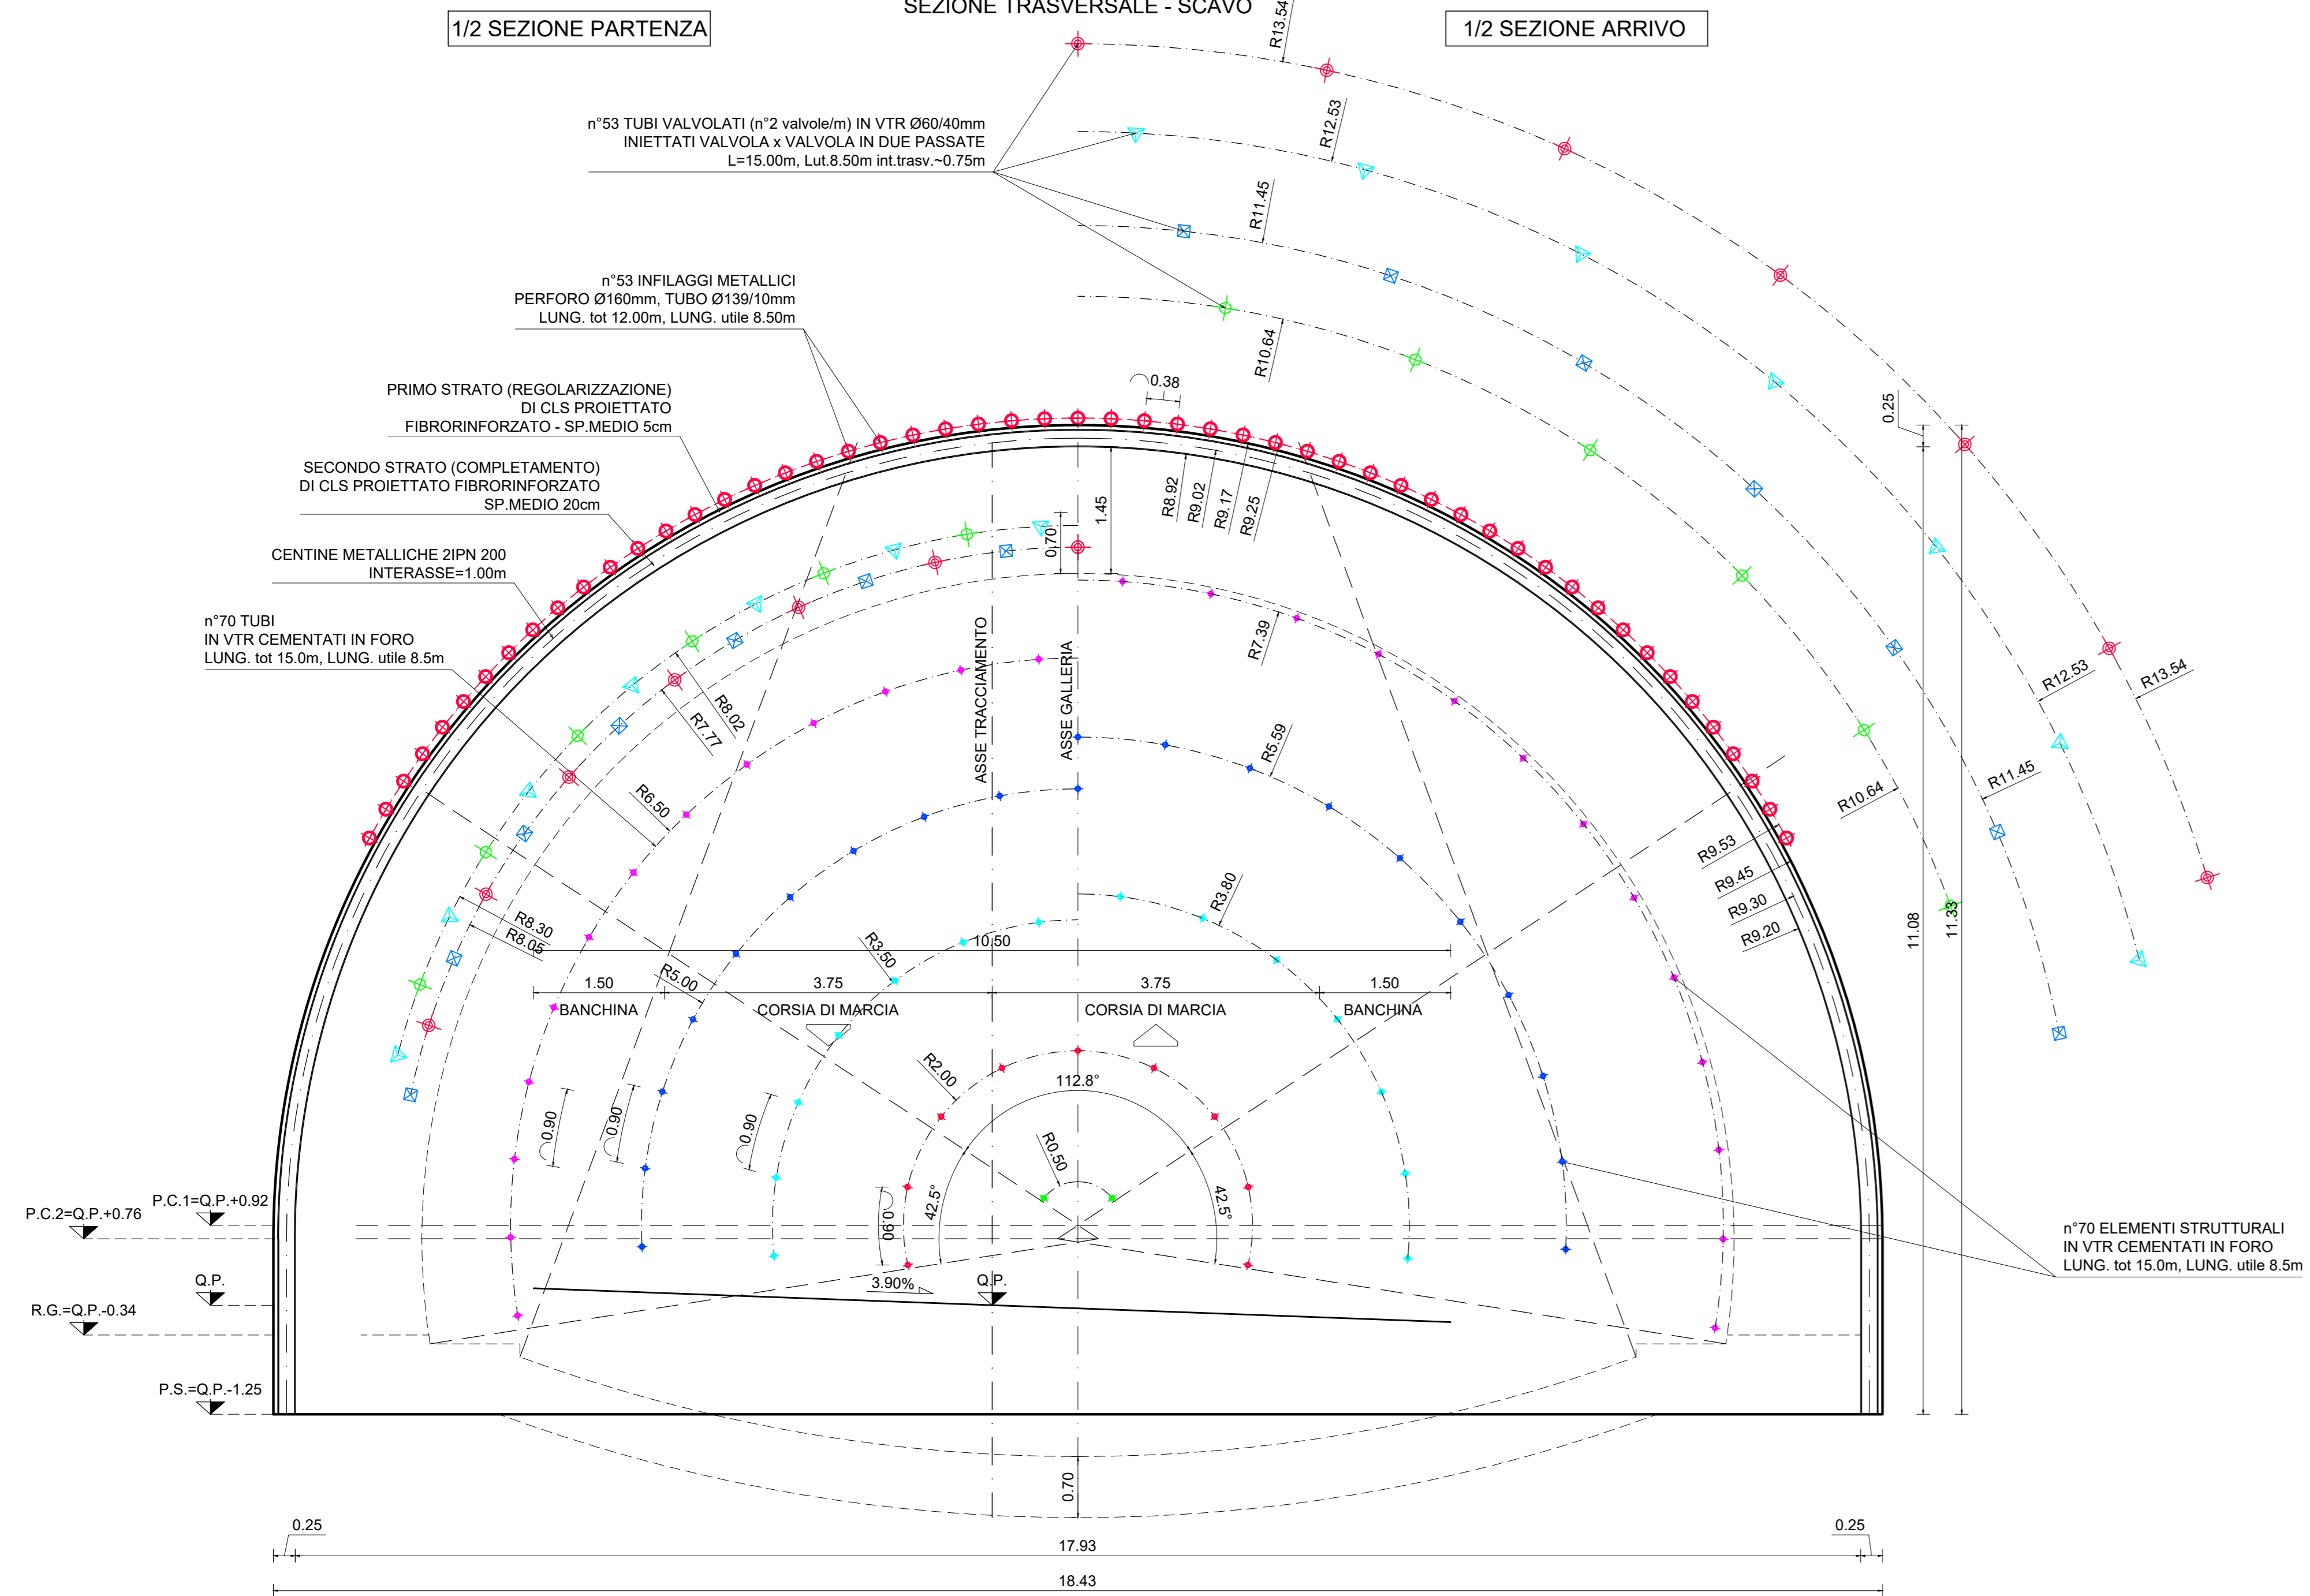 SEZIONE TRASVERSALE - SCAVO
1/2 SEZIONE PARTENZA
1/2 SEZIONE ARRIVO
R13.54
n°53 TUBI VALVOLATI (n°2 valvole/m) IN VTR Ø60/40mm
INIETTATI VALVOLA x VALVOLA IN DUE PASSATE
L=15.00m, Lut.8.50m int.trasv.~0.75m
R12.53
R11.45
R10.64
n°53 INFILAGGI METALLICI
PERFORO Ø160mm, TUBO Ø139/10mm
LUNG. tot 12.00m, LUNG. utile 8.50m
0.38
PRIMO STRATO (REGOLARIZZAZIONE)
DI CLS PROIETTATO
FIBRORINFORZATO - SP.MEDIO 5cm
0.25
SECONDO STRATO (COMPLETAMENTO)
DI CLS PROIETTATO FIBRORINFORZATO
SP.MEDIO 20cm
1.45
R8.92
R9.02
R9.17
R9.25
0.70
CENTINE METALLICHE 2IPN 200
INTERASSE=1.00m
n°70 TUBI
IN VTR CEMENTATI IN FORO
LUNG. tot 15.0m, LUNG. utile 8.5m
ASSE TRACCIAMENTO
ASSE GALLERIA
R7.39
R8.02
R7.77
R5.59
R6.50
R12.53
R13.54
R11.45
R10.64
R9.53
R9.45
R9.30
R9.20
11.08
11.33
R3.80
R8.30
R8.05
R3.50
10.50
R5.00
1.50
3.75
3.75
1.50
BANCHINA
CORSIA DI MARCIA
CORSIA DI MARCIA
BANCHINA
R2.00
112.8°
0.90
0.90
0.90
R0.50
42.5°
42.5°
0.90
P.C.1=Q.P.+0.92
P.C.2=Q.P.+0.76
Q.P.
R.G.=Q.P.-0.34
P.S.=Q.P.-1.25
3.90%
Q.P.
n°70 ELEMENTI STRUTTURALI
IN VTR CEMENTATI IN FORO
LUNG. tot 15.0m, LUNG. utile 8.5m
0.70
0.25
17.93
0.25
18.43